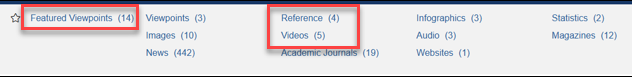 Featured Viewpoints (14) Viewpoints (3) Reference (4) Infographics (3) Statistics (2)
Images (10) Videos (5) Audio (3) Magazines (12)
News (442) Academic Journals (19) Websites (1)